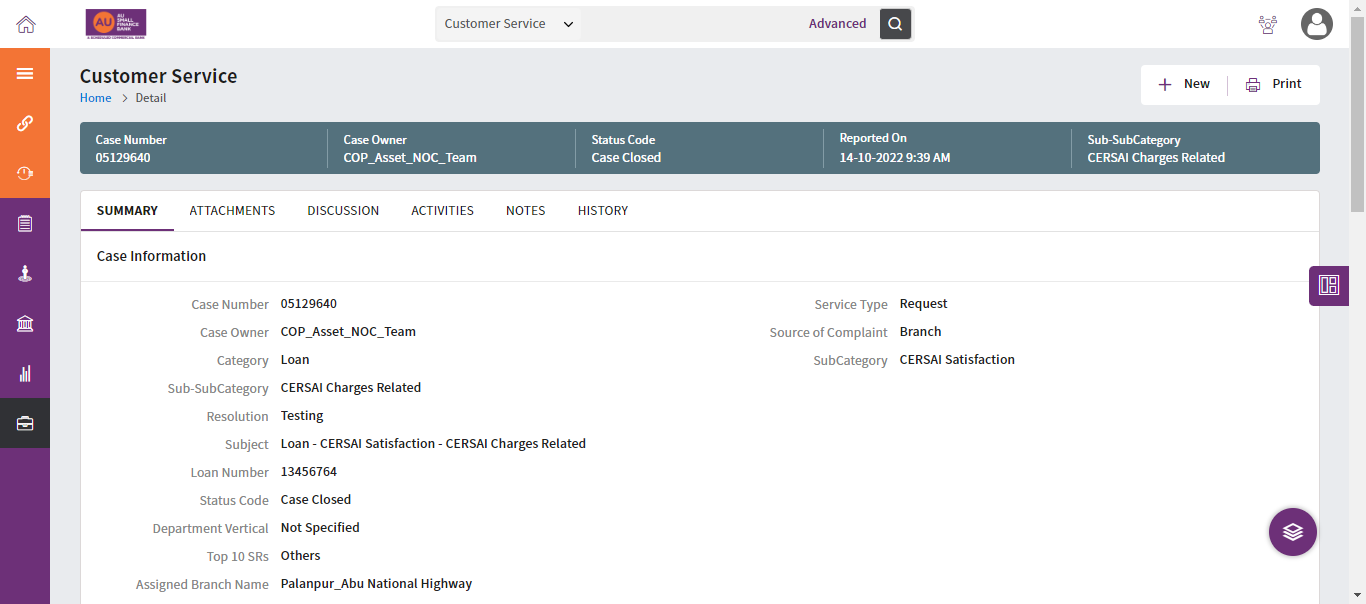 AU
AU
SMALL
FINANCE
BANK
A SCHEDULED COMMERCIAL BANK
Customer Service
Advanced
Customer Service
Home > Detail
New
Print
Case Number
05129640
Case Owner
COP_Asset_NOC_Team
Status Code
Case Closed
Reported On
14-10-2022 9:39 AM
Sub-SubCategory
CERSAI Charges Related
SUMMARY ATTACHMENTS DISCUSSION ACTIVITIES NOTES HISTORY
Case Information
Case Number 05129640
Case Owner COP_Asset_NOC_Team
Category Loan
Sub-SubCategory CERSAI Charges Related
Resolution Testing
Subject Loan - CERSAI Satisfaction - CERSAI Charges Related
Loan Number 13456764
Status Code Case Closed
Department Vertical Not Specified
Top 10 SRs Others
Assigned Branch Name Palanpur_Abu National Highway
Service Type Request
Source of Complaint Branch
SubCategory CERSAI Satisfaction